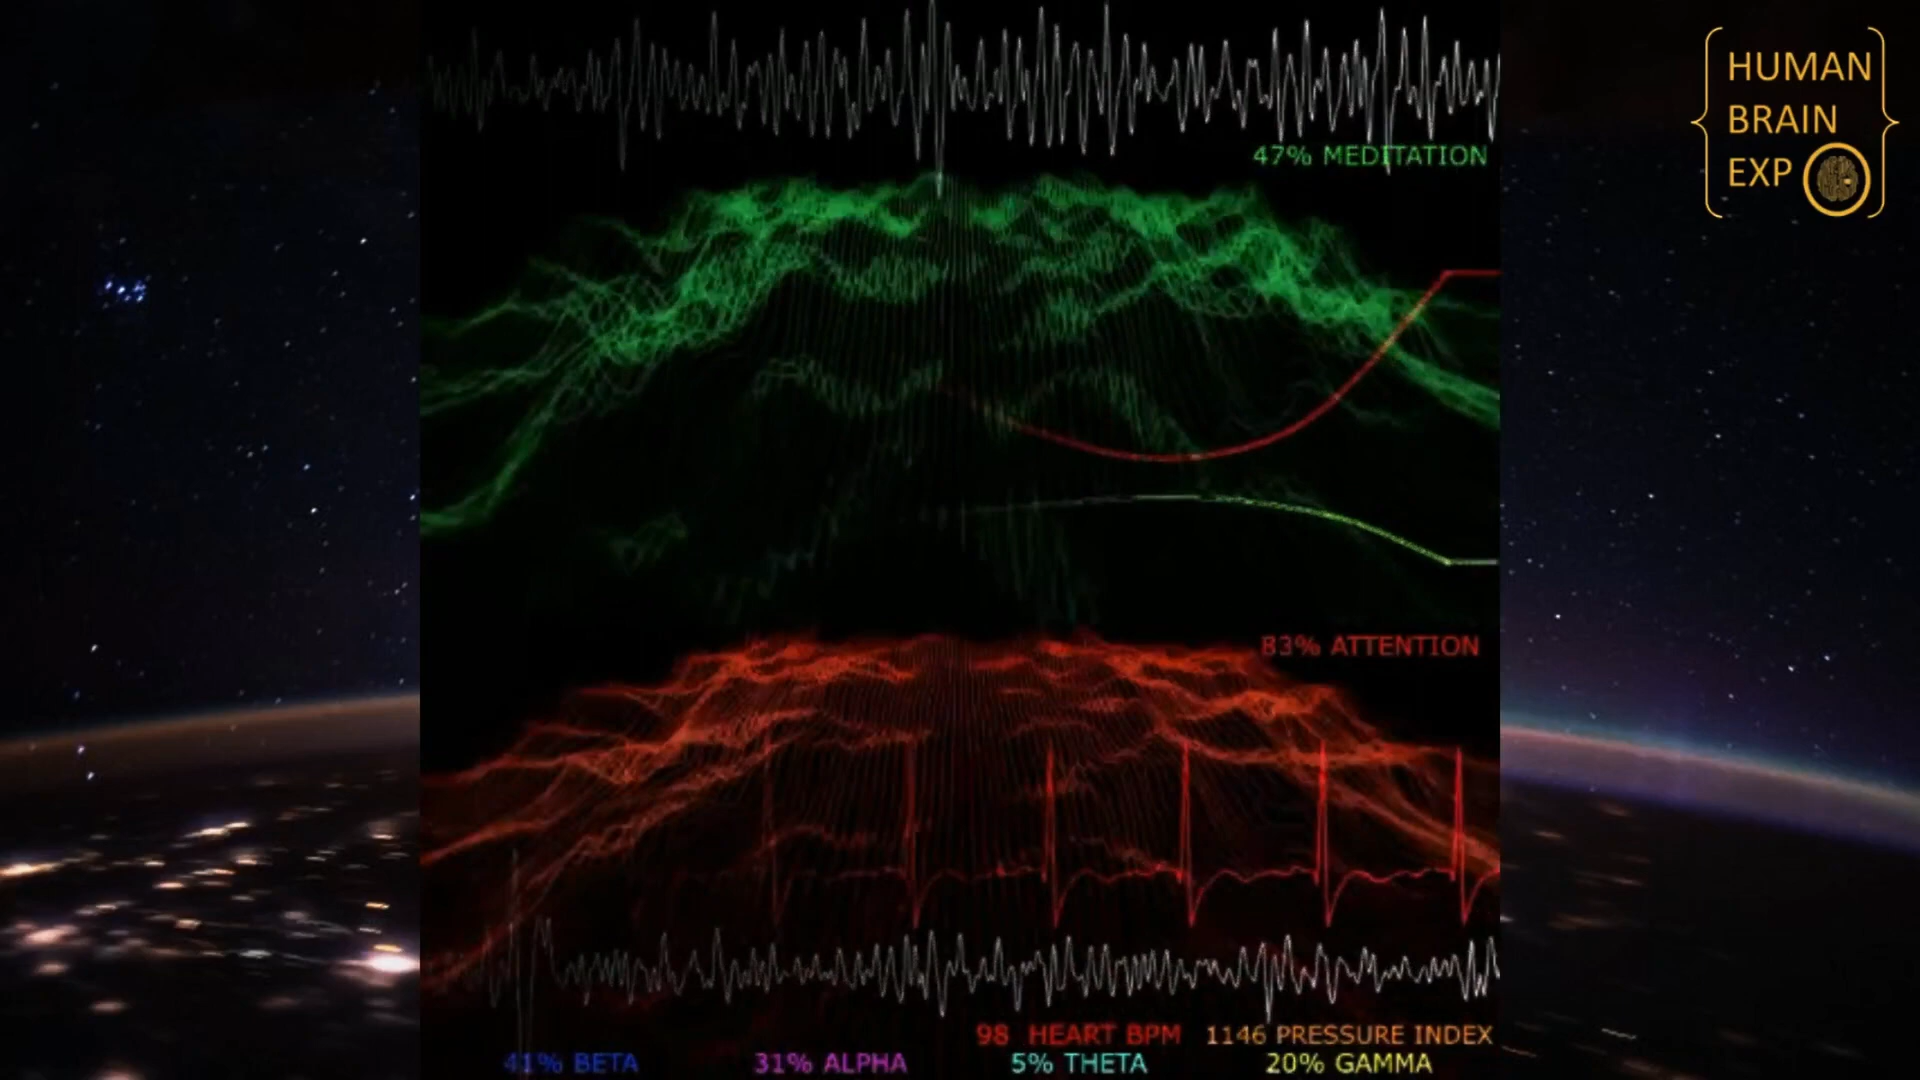 HUMAN
BRAIN
EXP
47% MEDITATION
83% ATTENTION
98 HEART BPM 1146 PRESSURE INDEX
41% BETA 31% ALPHA 5% THETA 20% GAMMA